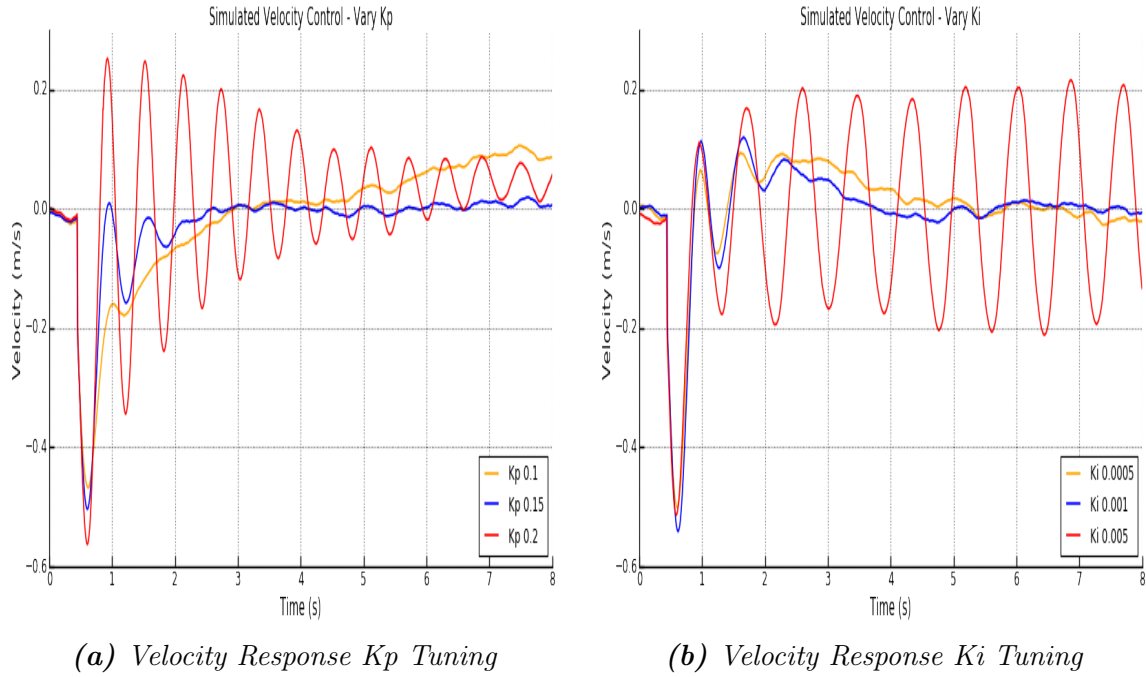 Simulated Velocity Control - Vary Kp
Velocity (m/s)
0.2
0.0
−0.2
−0.4
−0.6
0 1 2 3 4 5 6 7 8
Time (s)
Kp 0.1
Kp 0.15
Kp 0.2
(a) Velocity Response Kp Tuning
Simulated Velocity Control - Vary Ki
Velocity (m/s)
0.2
0.0
−0.2
−0.4
−0.6
0 1 2 3 4 5 6 7 8
Time (s)
Ki 0.0005
Ki 0.001
Ki 0.005
(b) Velocity Response Ki Tuning